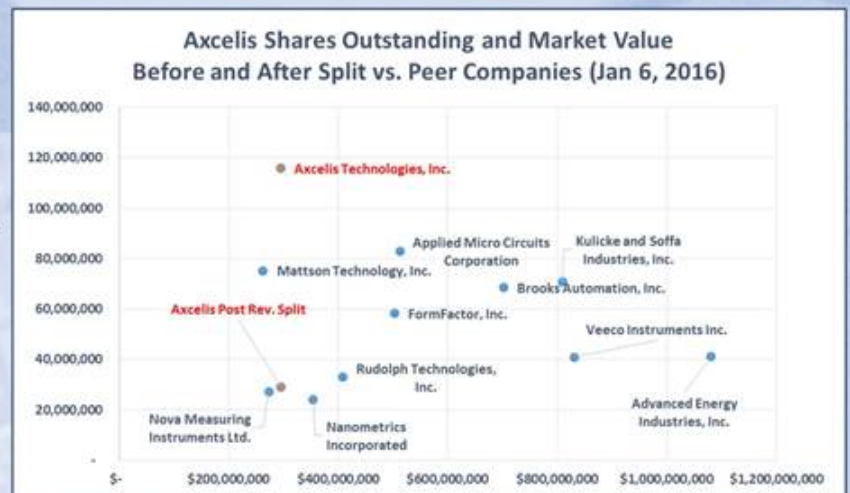 Axcelis Shares Outstanding and Market Value
Before and After Split vs. Peer Companies (Jan 6, 2016)
140,000,000
120,000,000
Axcelis Technologies, Inc.
100,000,000
80,000,000
Applied Micro Circuits
Corporation
Kulicke and Soffa
Industries, Inc.
Mattson Technology, Inc.
Brooks Automation, Inc.
60,000,000
Axcelis Post Rev. Split
FormFactor, Inc.
Veeco Instruments Inc.
40,000,000
Rudolph Technologies,
Inc.
20,000,000
Nova Measuring
Instruments Ltd.
Nanometrics
Incorporated
Advanced Energy
Industries, Inc.
-
$- $200,000,000 $400,000,000 $600,000,000 $800,000,000 $1,000,000,000 $1,200,000,000